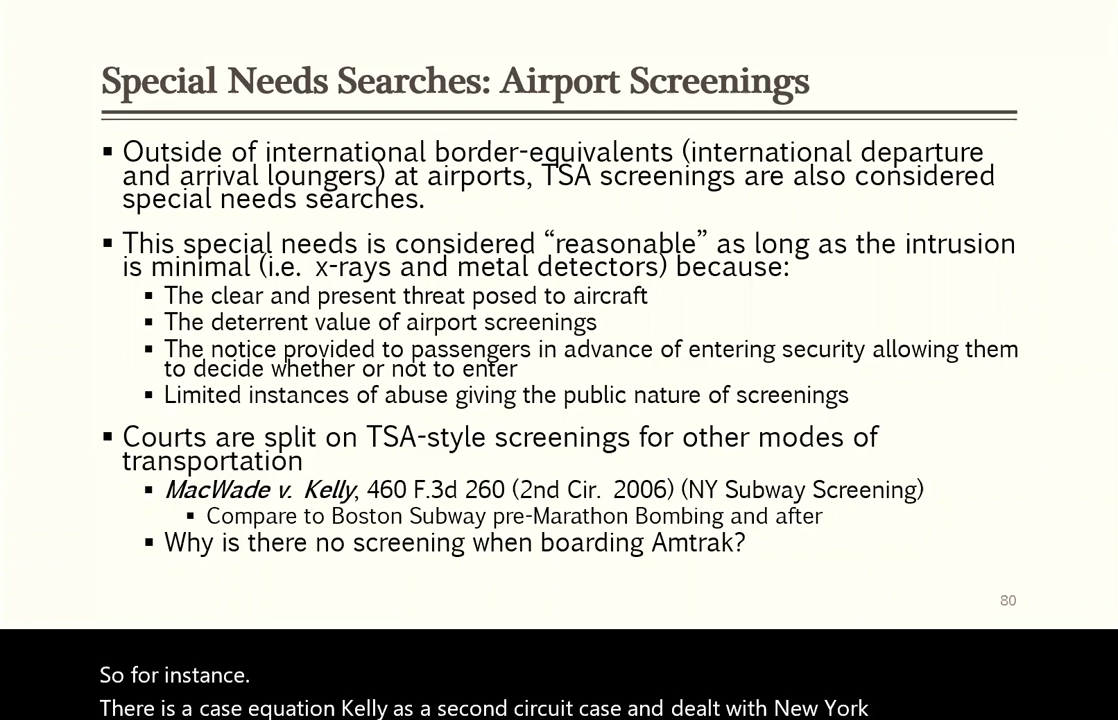 Special Needs Searches: Airport Screenings
▪ Outside of international border-equivalents (international departure
and arrival loungers) at airports, TSA screenings are also considered
special needs searches.
▪ This special needs is considered “reasonable” as long as the intrusion
is minimal (i.e. x-rays and metal detectors) because:
▪ The clear and present threat posed to aircraft
▪ The deterrent value of airport screenings
▪ The notice provided to passengers in advance of entering security allowing them
to decide whether or not to enter
▪ Limited instances of abuse giving the public nature of screenings
▪ Courts are split on TSA-style screenings for other modes of
transportation
▪ MacWade v. Kelly, 460 F.3d 260 (2nd Cir. 2006) (NY Subway Screening)
▪ Compare to Boston Subway pre-Marathon Bombing and after
▪ Why is there no screening when boarding Amtrak?
80
So for instance.
There is a case equation Kelly as a second circuit case and dealt with New York